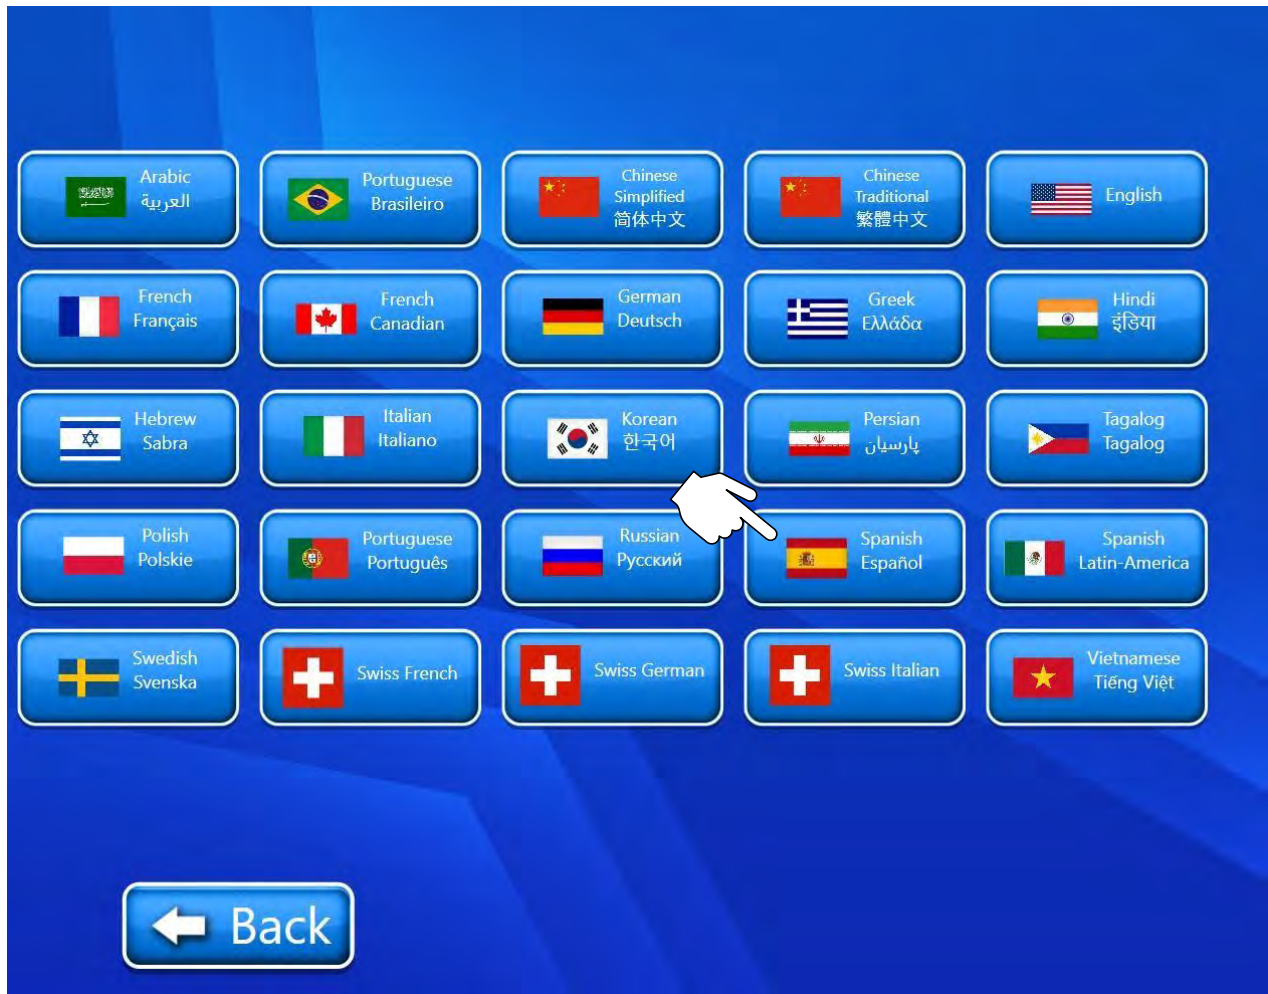 Arabic
العربية
Portuguese
Brasileiro
Chinese
Simplified
简体中文
Chinese
Traditional
繁體中文
English
French
Français
French
Canadian
German
Deutsch
Greek
Ελλάδα
Hindi
इंडिया
Hebrew
Sabra
Italian
Italiano
Korean
한국어
Persian
پارسیان
Tagalog
Tagalog
Polish
Polskie
Portuguese
Português
Russian
Русский
Spanish
Español
Spanish
Latin-America
Swedish
Svenska
Swiss French
Swiss German
Swiss Italian
Vietnamese
Tiếng Việt
Back